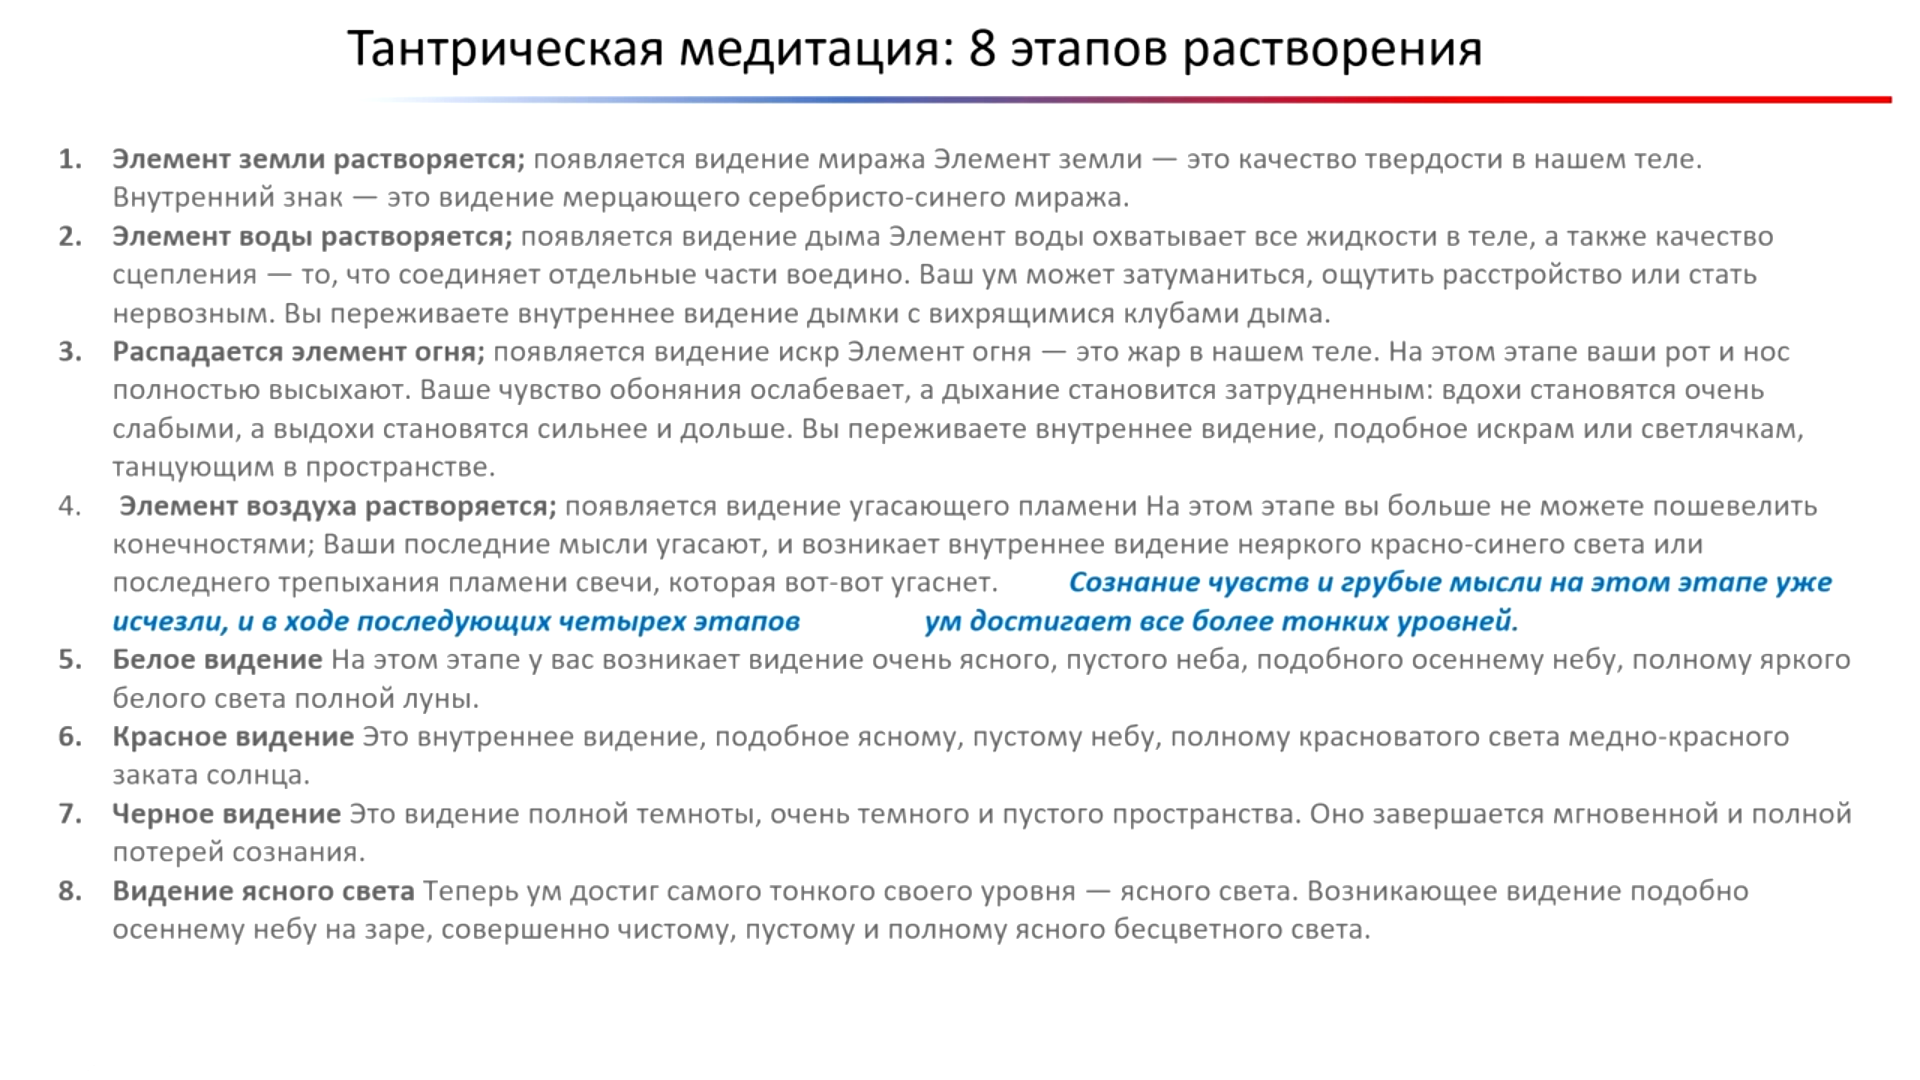 Тантрическая медитация: 8 этапов растворения
1. Элемент земли растворяется; появляется видение миража Элемент земли — это качество твердости в нашем теле.
Внутренний знак — это видение мерцающего серебристо-синего миража.
2. Элемент воды растворяется; появляется видение дыма Элемент воды охватывает все жидкости в теле, а также качество
сцепления — то, что соединяет отдельные части воедино. Ваш ум может затуманиться, ощутить расстройство или стать
нервозным. Вы переживаете внутреннее видение дымки с вихрящимися клубами дыма.
3. Распадается элемент огня; появляется видение искр Элемент огня — это жар в нашем теле. На этом этапе ваши рот и нос
полностью высыхают. Ваше чувство обоняния ослабевает, а дыхание становится затрудненным: вдохи становятся очень
слабыми, а выдохи становятся сильнее и дольше. Вы переживаете внутреннее видение, подобное искрам или светлячкам,
танцующим в пространстве.
4. Элемент воздуха растворяется; появляется видение угасающего пламени На этом этапе вы больше не можете пошевелить
конечностями; Ваши последние мысли угасают, и возникает внутреннее видение неяркого красно-синего света или
последнего трепыхания пламени свечи, которая вот-вот угаснет. Сознание чувств и грубые мысли на этом этапе уже
исчезли, и в ходе последующих четырех этапов ум достигает все более тонких уровней.
5. Белое видение На этом этапе у вас возникает видение очень ясного, пустого неба, подобного осеннему небу, полному яркого
белого света полной луны.
6. Красное видение Это внутреннее видение, подобное ясному, пустому небу, полному красноватого света медно-красного
заката солнца.
7. Черное видение Это видение полной темноты, очень темного и пустого пространства. Оно завершается мгновенной и полной
потерей сознания.
8. Видение ясного света Теперь ум достиг самого тонкого своего уровня — ясного света. Возникающее видение подобно
осеннему небу на заре, совершенно чистому, пустому и полному ясного бесцветного света.